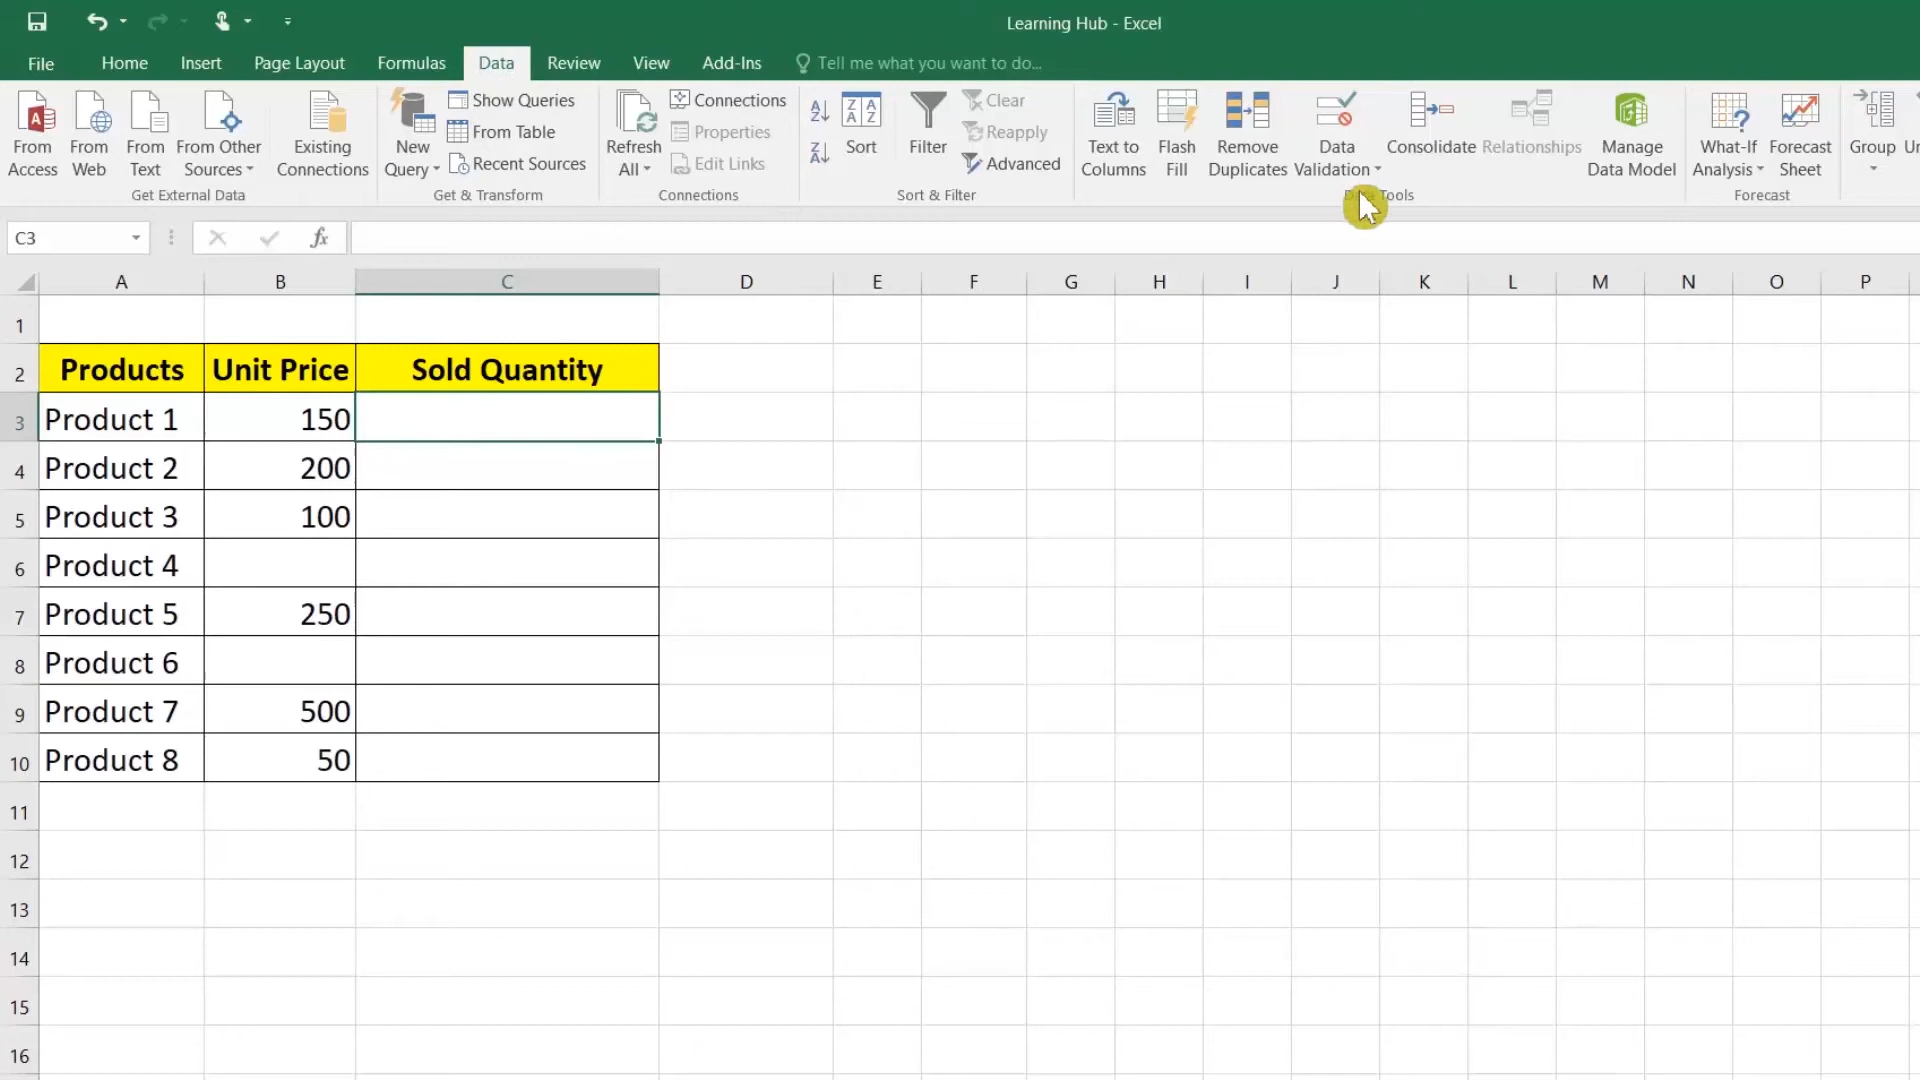 Learning Hub - Excel
File Home Insert Page Layout Formulas Data Review View Add-Ins Tell me what you want to do...
From Access
From Web
From Text
From Other Sources
Existing Connections
Get External Data
New Query
Show Queries
From Table
Recent Sources
Get & Transform
Refresh All
Connections
Properties
Edit Links
Connections
A Z
Z A
Z A A Z
Sort
Filter
Clear
Reapply
Advanced
Sort & Filter
Text to Columns
Flash Fill
Remove Duplicates
Data Validation
Consolidate
Relationships
Manage Data Model
What-If Analysis
Forecast Sheet
Forecast
Group
C3 fx
A B C D E F G H I J K L M N O P
1
2 Products Unit Price Sold Quantity
3 Product 1 150
4 Product 2 200
5 Product 3 100
6 Product 4
7 Product 5 250
8 Product 6
9 Product 7 500
10 Product 8 50
11
12
13
14
15
16